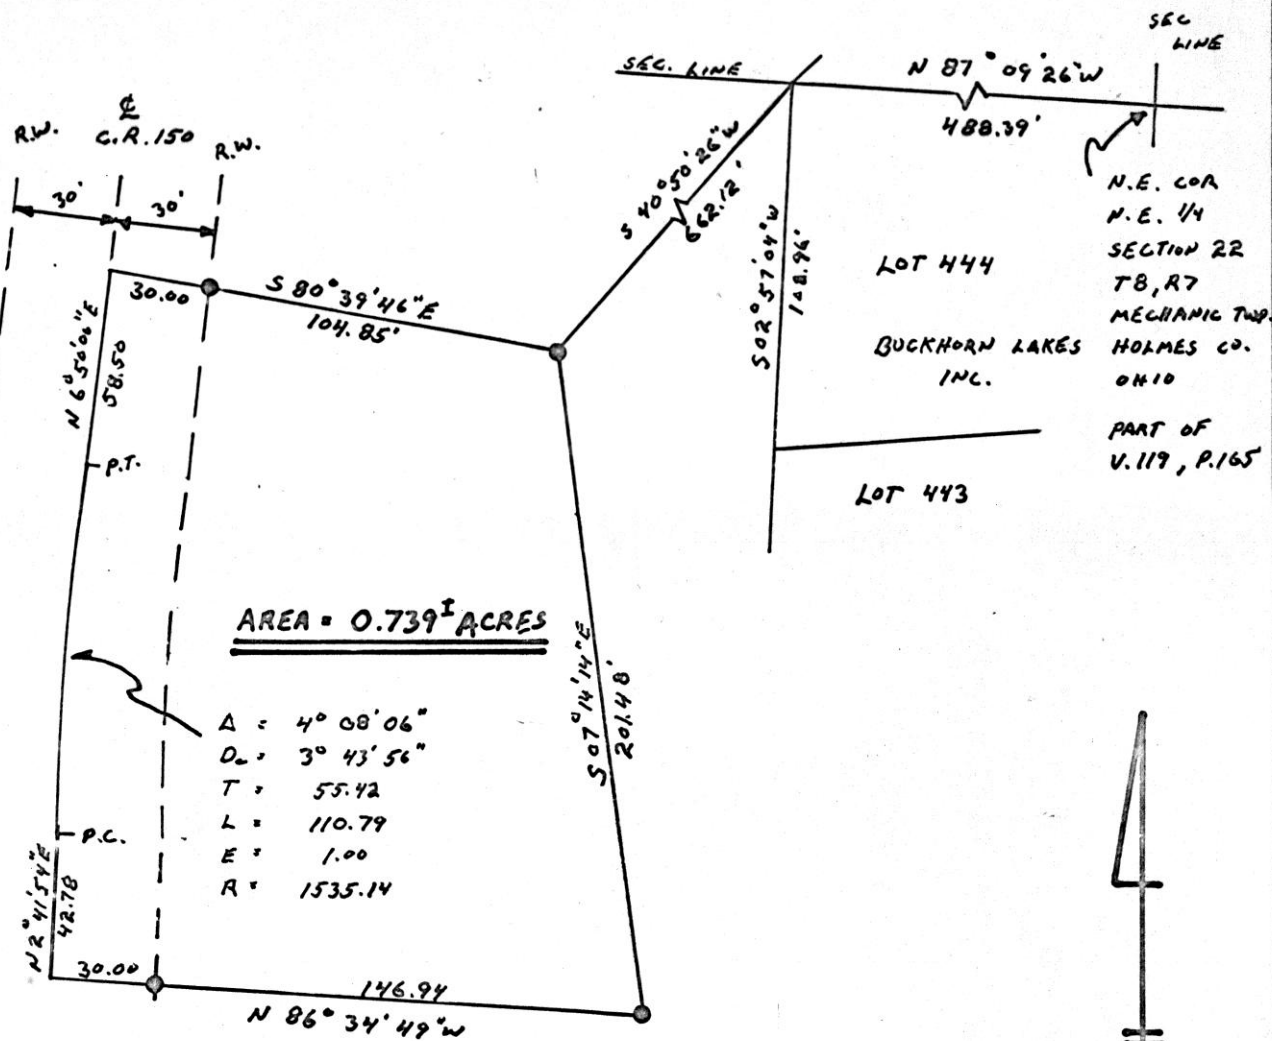 SEC
LINE
SEC. LINE
N 87° 09' 26" W
488.39'
℄
C.R. 150
R.W.
R.W.
30'
30'
S 40° 50' 26" W
662.12'
S 02° 57' 04" W
N.E. COR
N.E. 1/4
SECTION 22
T8, R7
MECHANIC TWP.
HOLMES CO.
OHIO
PART OF
V.119, P.165
LOT 444
BUCKHORN LAKES
INC.
LOT 443
30.00
S 80° 39' 46" E
104.85'
N 6° 50' 00" E
58.50
P.T.
AREA = 0.739± ACRES
S 07° 14' 14" E
201.48'
Δ = 4° 08' 06"
Dc = 3° 43' 56"
T = 55.42
L = 110.79
E = 1.00
R = 1535.14
P.C.
N 2° 41' 54" E
42.78
30.00
146.94
N 86° 34' 49" W